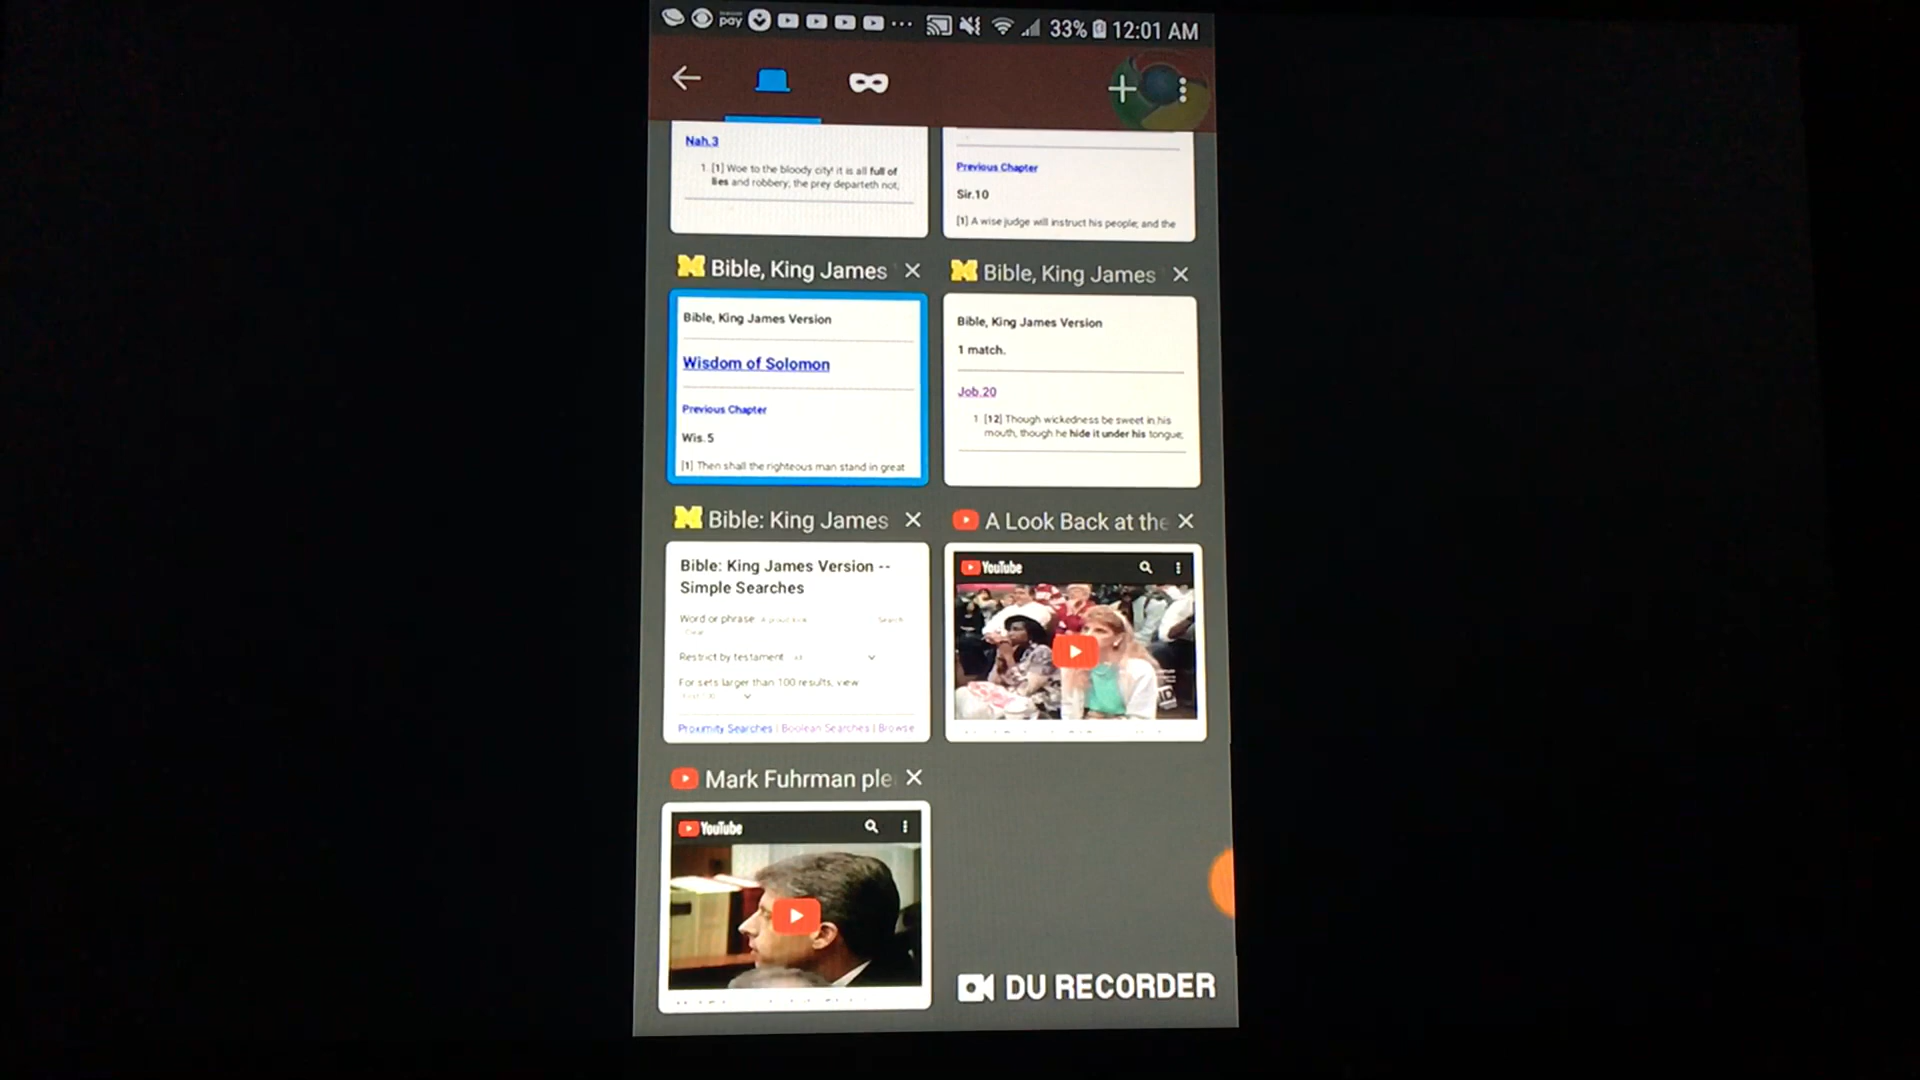 pay
33% 12:01 AM
Nah.3
1. [1] Woe to the bloody city! it is all full of
lies and robbery; the prey departeth not;
Previous Chapter
Sir.10
[1] A wise judge will instruct his people; and the
Bible, King James
Bible, King James Version
Wisdom of Solomon
Previous Chapter
Wis.5
[1] Then shall the righteous man stand in great
Bible, King James
Bible, King James Version
1 match.
Job.20
1 [12] Though wickedness be sweet in his
mouth, though he hide it under his tongue;
Bible: King James
Bible: King James Version --
Simple Searches
Word or phrase
Search
Restrict by testament
For sets larger than 100 results, view
Proximity Searches | Boolean Searches | Browse
A Look Back at the
YouTube
Mark Fuhrman ple
YouTube
DU RECORDER